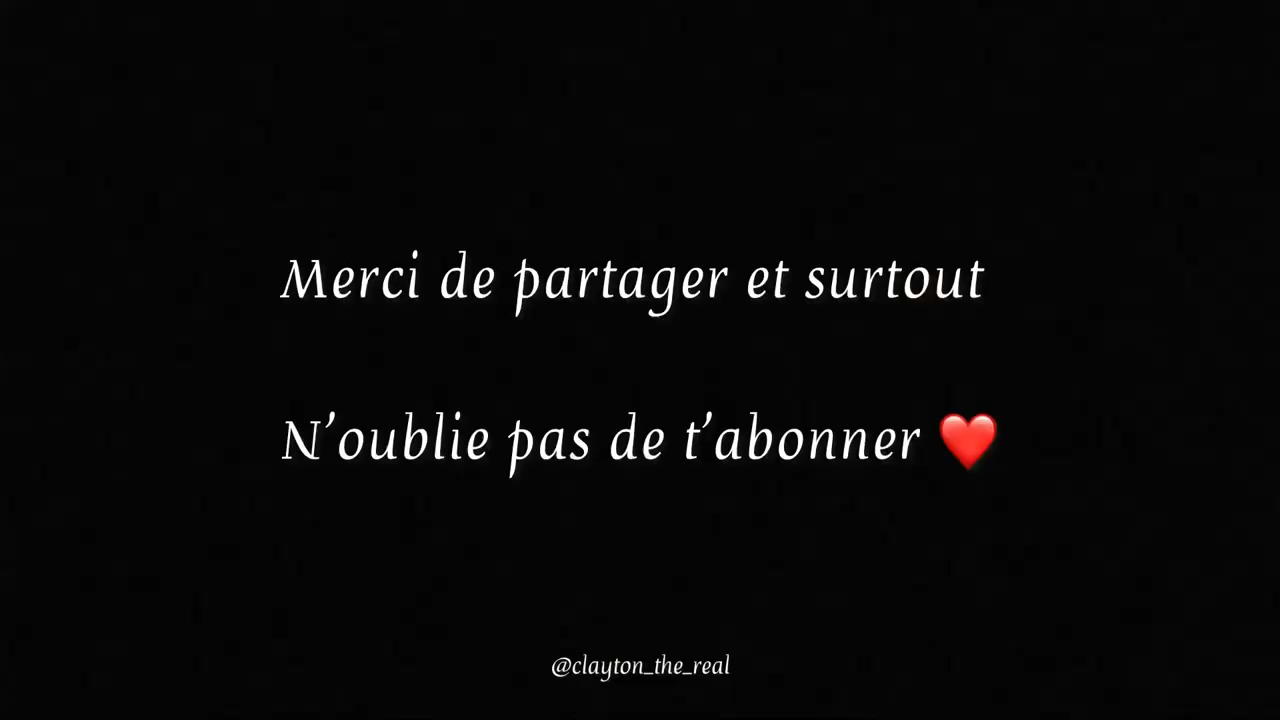 Merci de partager et surtout
N’oublie pas de t’abonner ❤️
@clayton_the_real